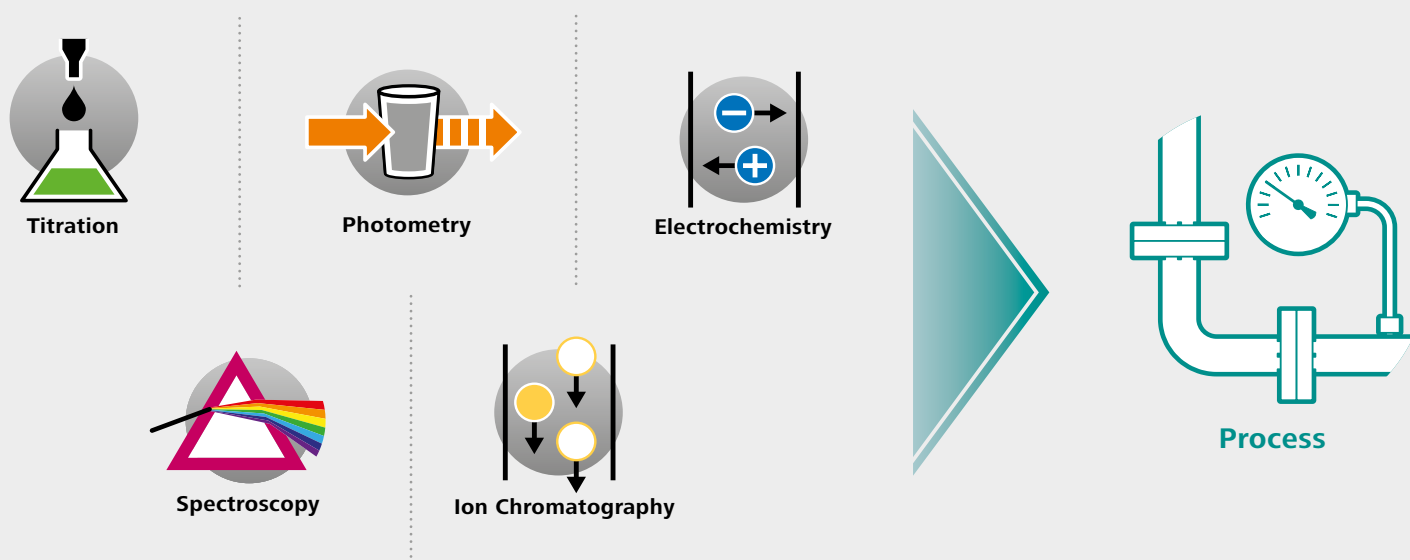 Titration
Photometry
Electrochemistry
Spectroscopy
Ion Chromatography
Process